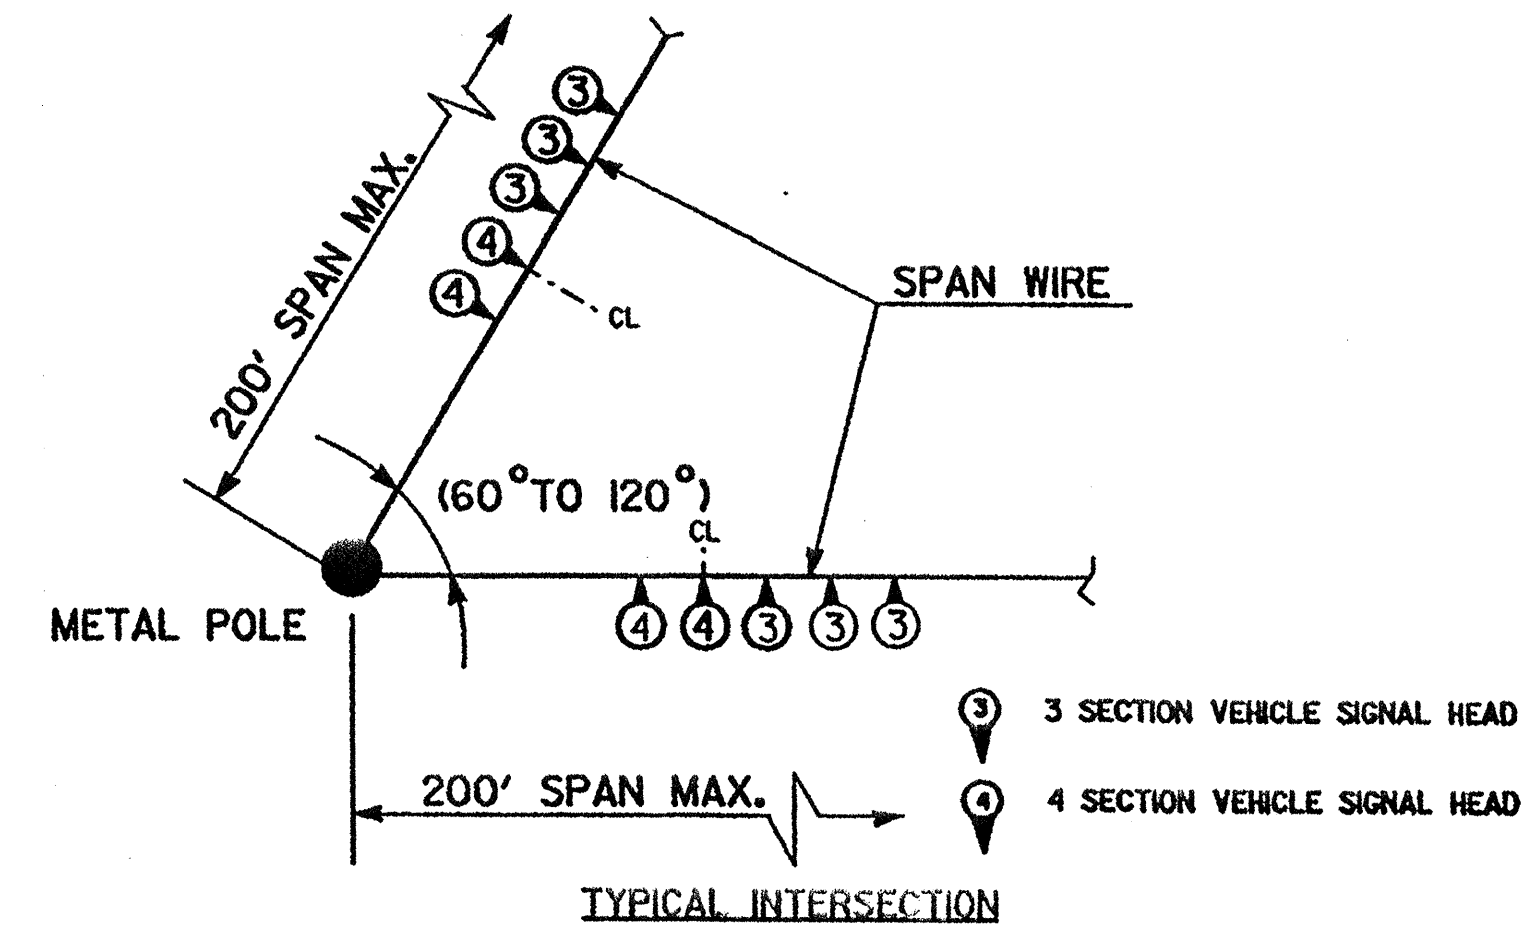 3
3
3
4
4
CL
200' SPAN MAX.
SPAN WIRE
(60°TO 120°)
CL
METAL POLE
4 4 3 3 3
3 3 SECTION VEHICLE SIGNAL HEAD
4 4 SECTION VEHICLE SIGNAL HEAD
200' SPAN MAX.
TYPICAL INTERSECTION